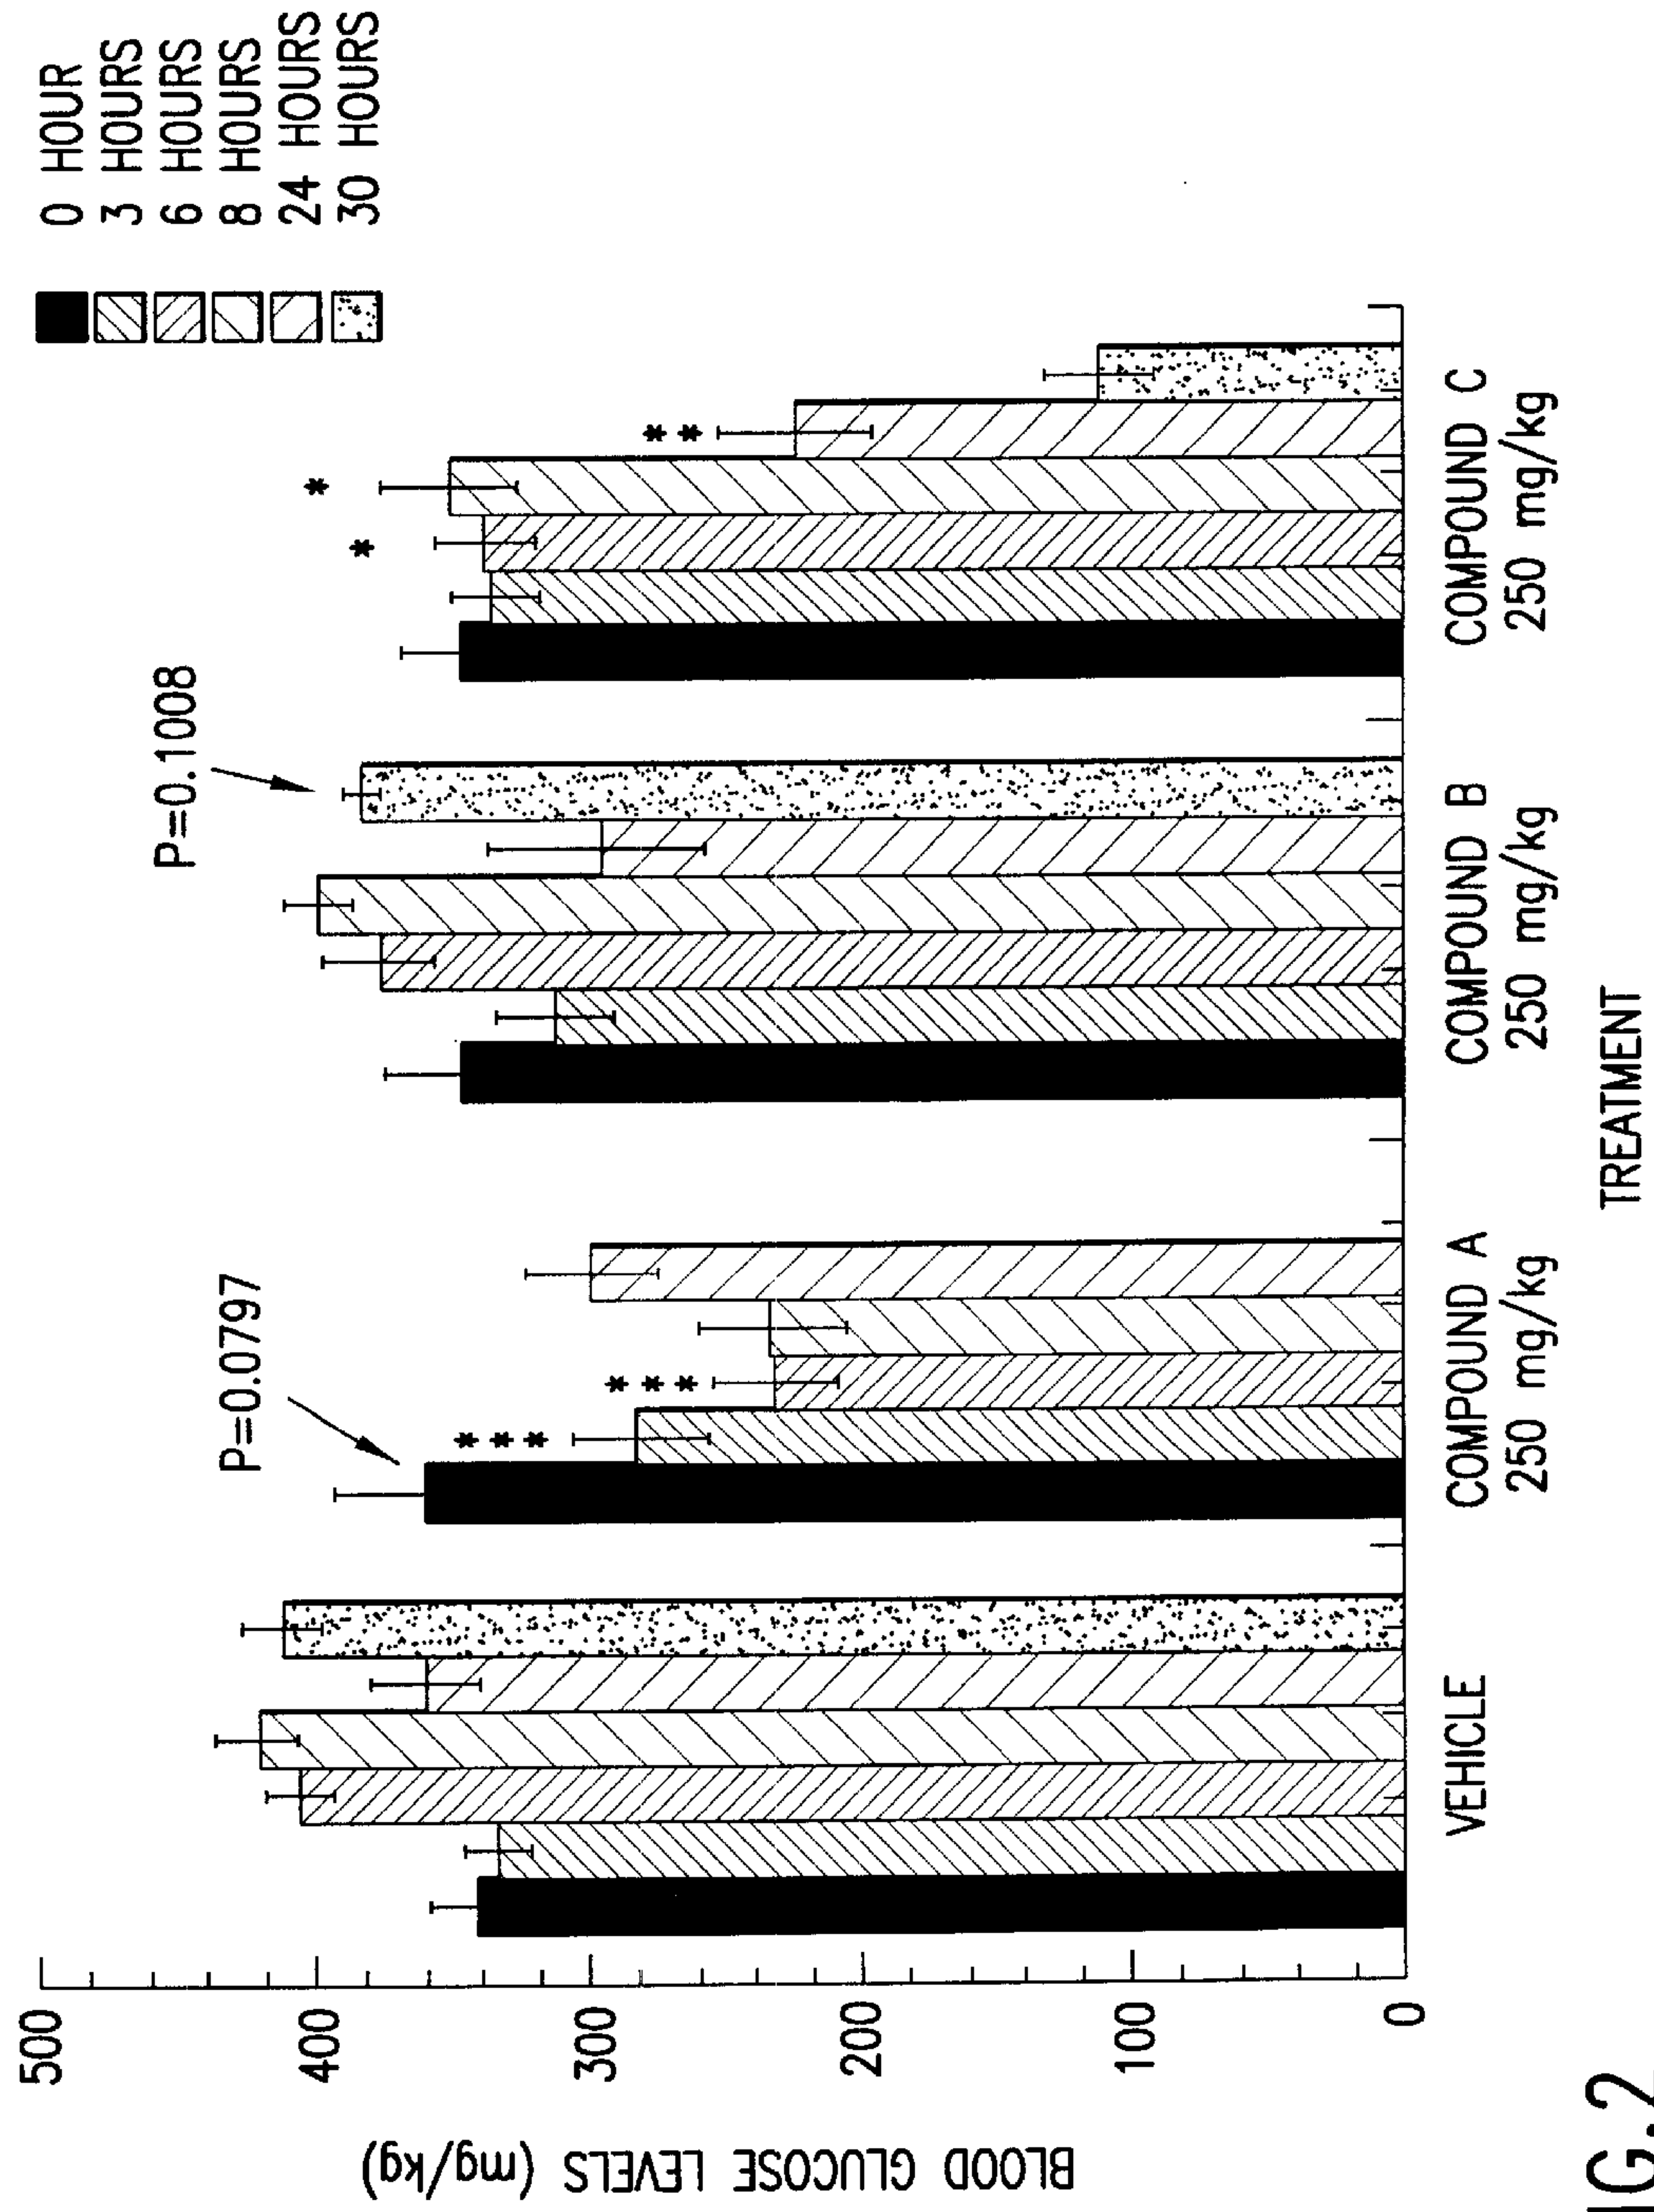 0 HOUR
3 HOURS
6 HOURS
8 HOURS
24 HOURS
30 HOURS
BLOOD GLUCOSE LEVELS (mg/kg)
500
400
300
200
100
0
P=0.0797
P=0.1008
***
***
*
*
**
VEHICLE
COMPOUND A
250 mg/kg
COMPOUND B
250 mg/kg
COMPOUND C
250 mg/kg
TREATMENT
IG.2